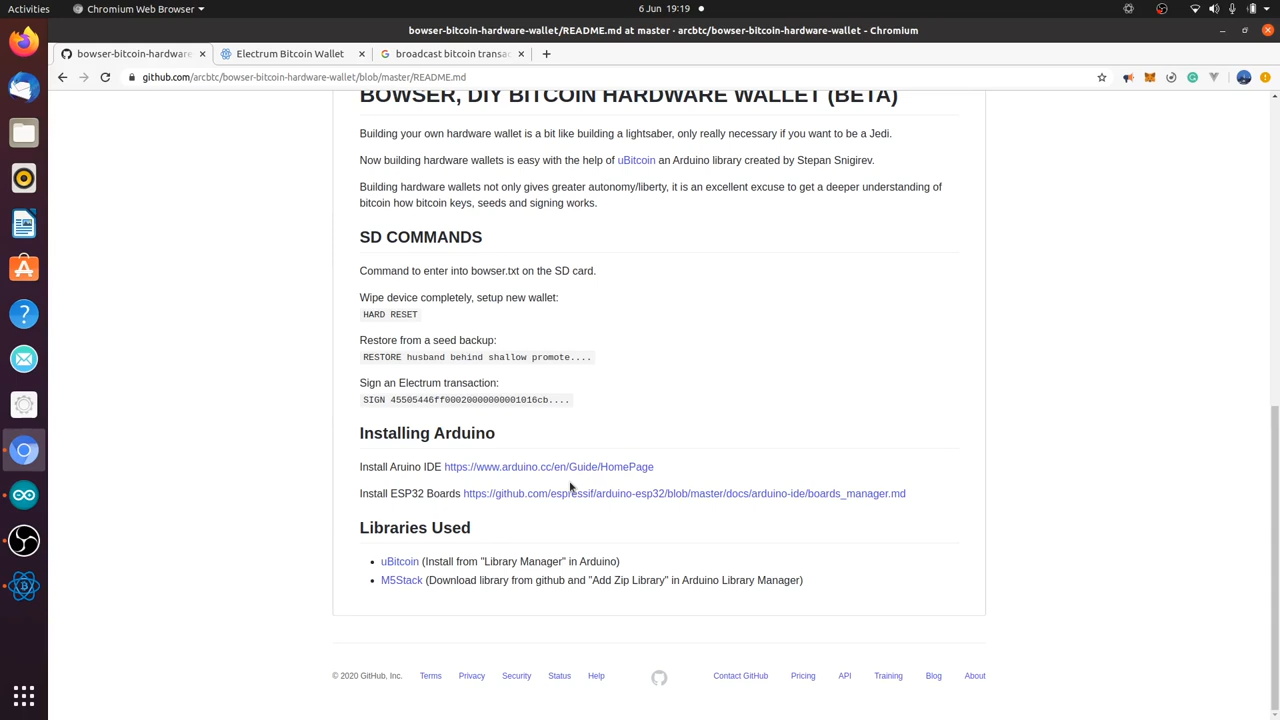 Activities
Chromium Web Browser
6 Jun 19:19
bowser-bitcoin-hardware-wallet/README.md at master · arcbtc/bowser-bitcoin-hardware-wallet - Chromium
bowser-bitcoin-hardware
Electrum Bitcoin Wallet
broadcast bitcoin transac
github.com/arcbtc/bowser-bitcoin-hardware-wallet/blob/master/README.md
BOWSER, DIY BITCOIN HARDWARE WALLET (BETA)
Building your own hardware wallet is a bit like building a lightsaber, only really necessary if you want to be a Jedi.
Now building hardware wallets is easy with the help of uBitcoin an Arduino library created by Stepan Snigirev.
Building hardware wallets not only gives greater autonomy/liberty, it is an excellent excuse to get a deeper understanding of
bitcoin how bitcoin keys, seeds and signing works.
SD COMMANDS
Command to enter into bowser.txt on the SD card.
Wipe device completely, setup new wallet:
HARD RESET
Restore from a seed backup:
RESTORE husband behind shallow promote....
Sign an Electrum transaction:
SIGN 45505446ff00020000000001016cb....
Installing Arduino
Install Aruino IDE https://www.arduino.cc/en/Guide/HomePage
Install ESP32 Boards https://github.com/espressif/arduino-esp32/blob/master/docs/arduino-ide/boards_manager.md
Libraries Used
• uBitcoin (Install from "Library Manager" in Arduino)
• M5Stack (Download library from github and "Add Zip Library" in Arduino Library Manager)
© 2020 GitHub, Inc. Terms Privacy Security Status Help Contact GitHub Pricing API Training Blog About